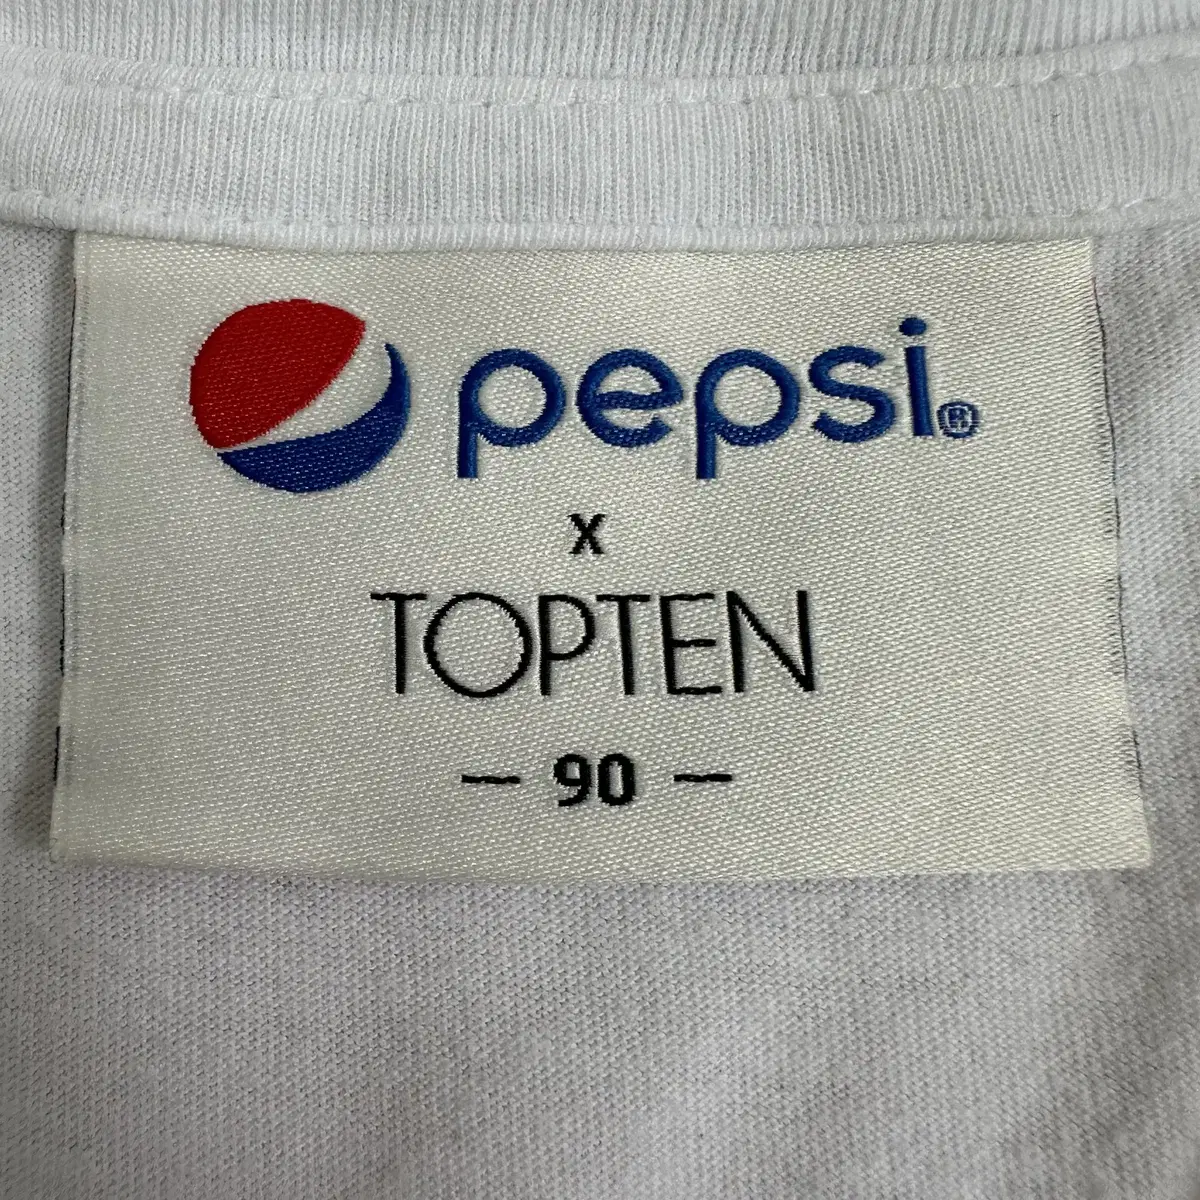 pepsi®
x
TOPTEN
— 90 —